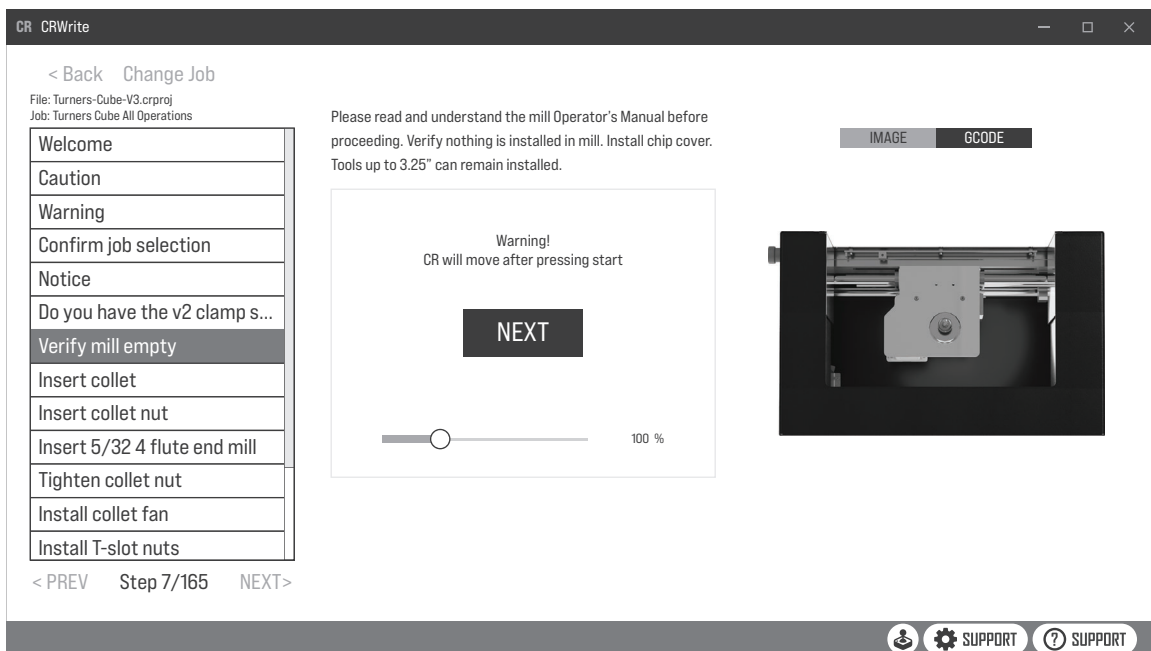 CR CRWrite
< Back Change Job
File: Turners-Cube-V3.crproj
Job: Turners Cube All Operations
Welcome
Caution
Warning
Confirm job selection
Notice
Do you have the v2 clamp s...
Verify mill empty
Insert collet
Insert collet nut
Insert 5/32 4 flute end mill
Tighten collet nut
Install collet fan
Install T-slot nuts
< PREV Step 7/165 NEXT>
Please read and understand the mill Operator's Manual before
proceeding. Verify nothing is installed in mill. Install chip cover.
Tools up to 3.25” can remain installed.
Warning!
CR will move after pressing start
NEXT
100 %
IMAGE GCODE
SUPPORT ? SUPPORT